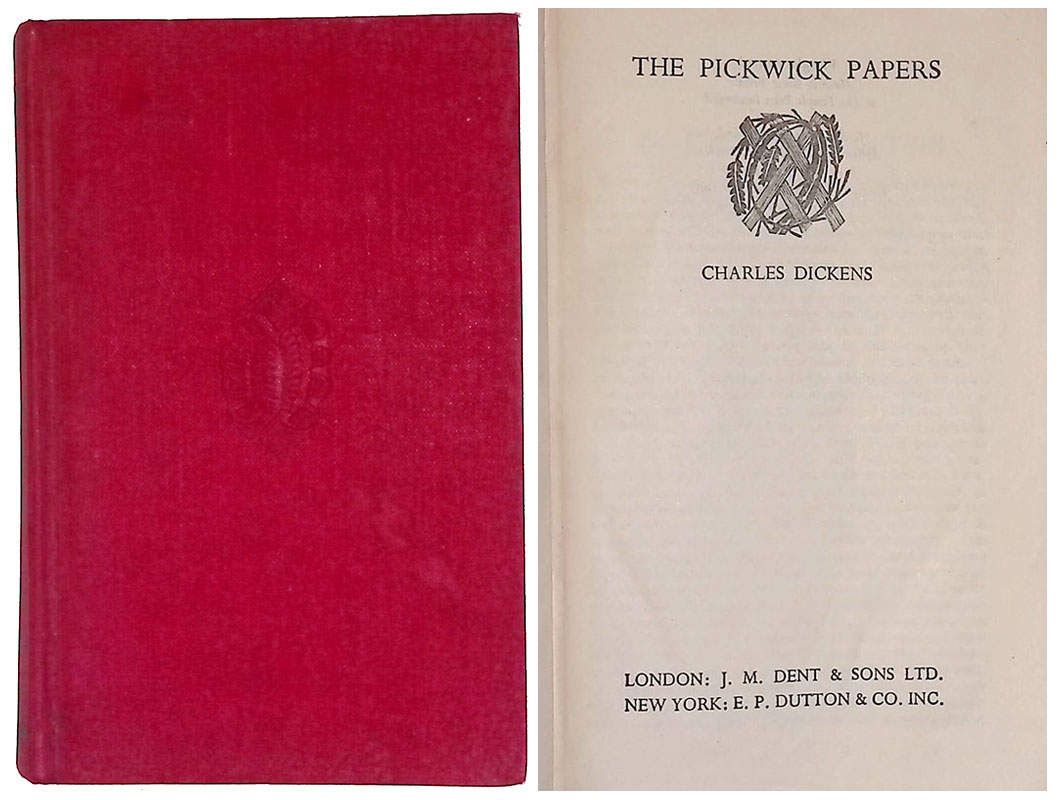 THE PICKWICK PAPERS
CHARLES DICKENS
LONDON: J. M. DENT & SONS LTD.
NEW YORK: E. P. DUTTON & CO. INC.